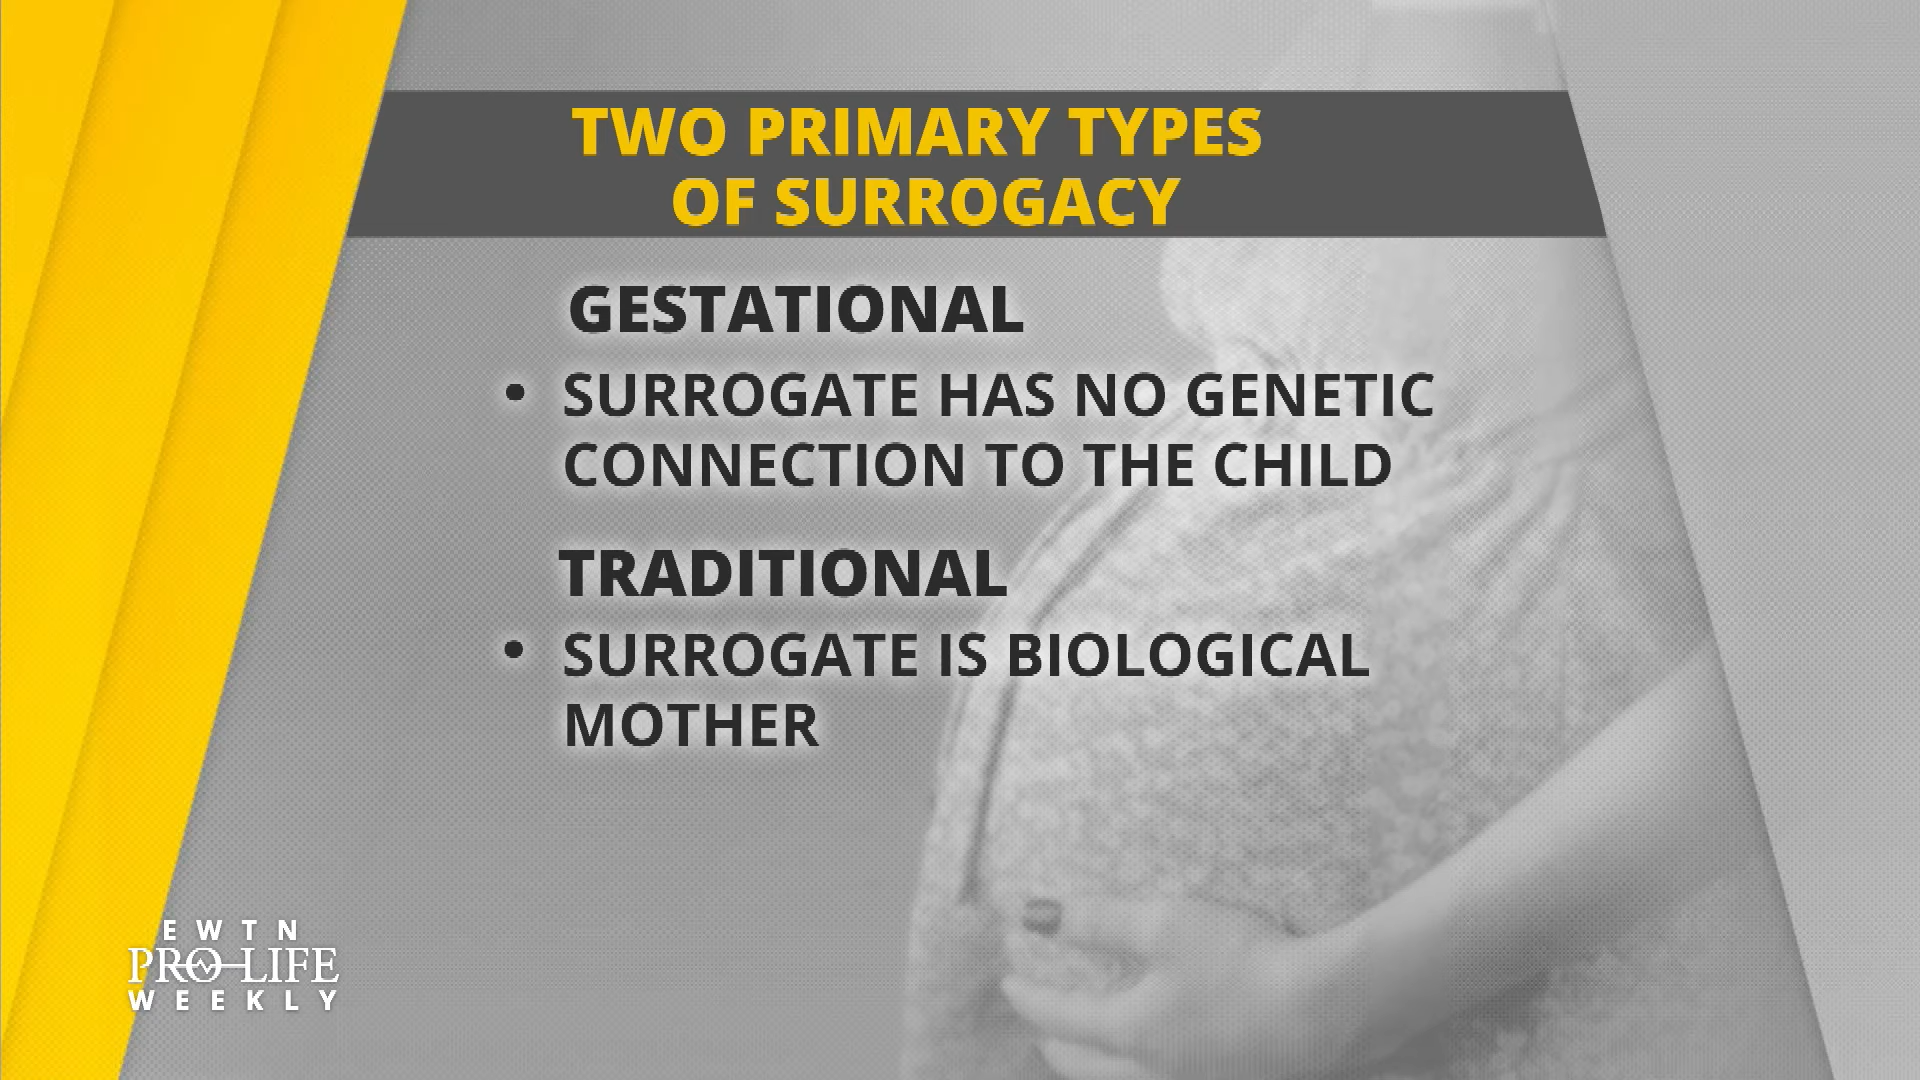 TWO PRIMARY TYPES
OF SURROGACY
GESTATIONAL
• SURROGATE HAS NO GENETIC
CONNECTION TO THE CHILD
TRADITIONAL
• SURROGATE IS BIOLOGICAL
MOTHER
EWTN
PRO-LIFE
WEEKLY